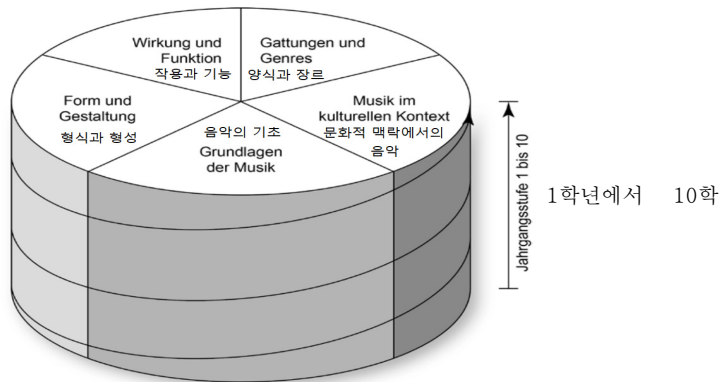 Wirkung und
Funktion
작용과 기능
Gattungen und
Genres
양식과 장르
Form und
Gestaltung
형식과 형성
음악의 기초
Grundlagen
der Musik
Musik im
kulturellen Kontext
문화적 맥락에서의
음악
Jahrgangsstufe 1 bis 10
1학년에서 10학